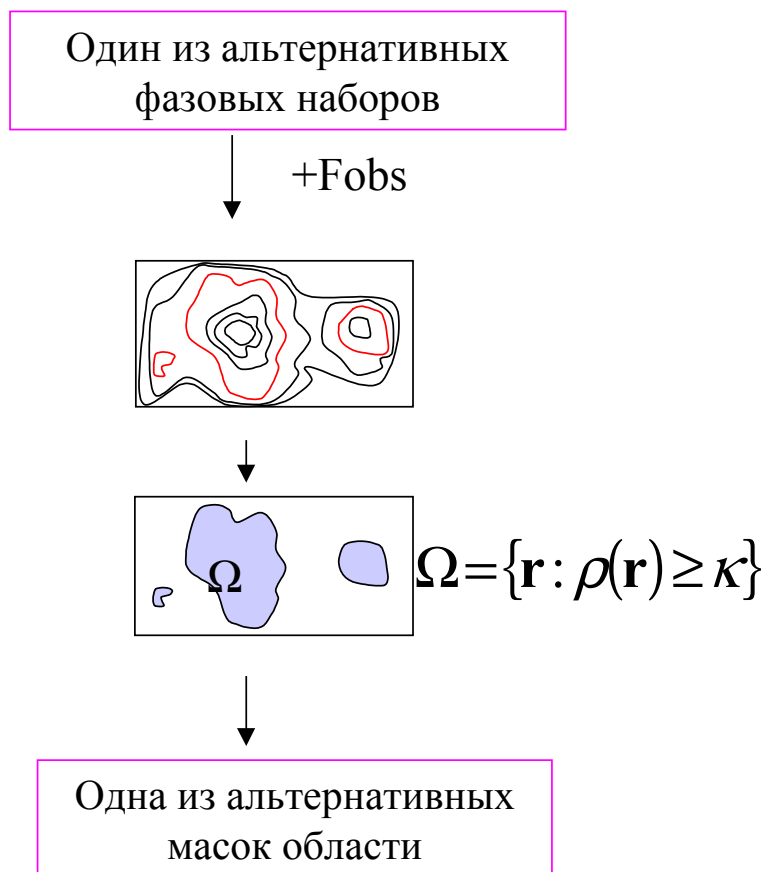 Один из альтернативных
фазовых наборов
+Fobs
Ω
Ω={r: ρ(r) ≥ κ}
Одна из альтернативных
масок области